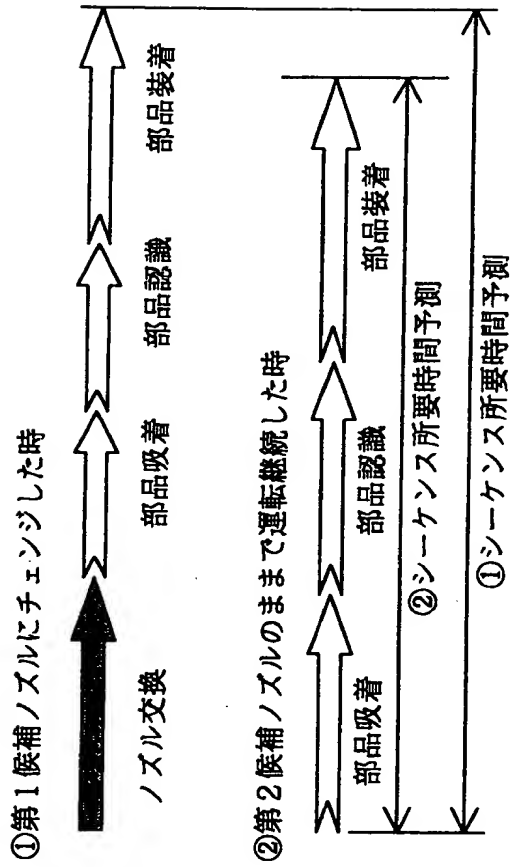 ①第1候補ノズルにチェンジした時
ノズル交換
部品吸着
部品認識
部品装着
②第2候補ノズルのままで運転継続した時
部品吸着
部品認識
部品装着
②シーケンス所要時間予測
①シーケンス所要時間予測